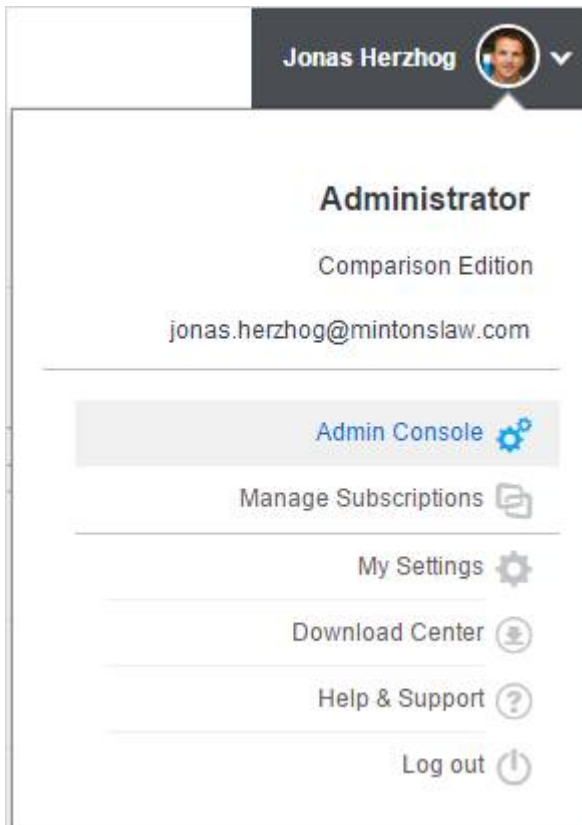 Jonas Herzhog
Administrator
Comparison Edition
jonas.herzhog@mintonslaw.com
Admin Console
Manage Subscriptions
My Settings
Download Center
Help & Support
Log out